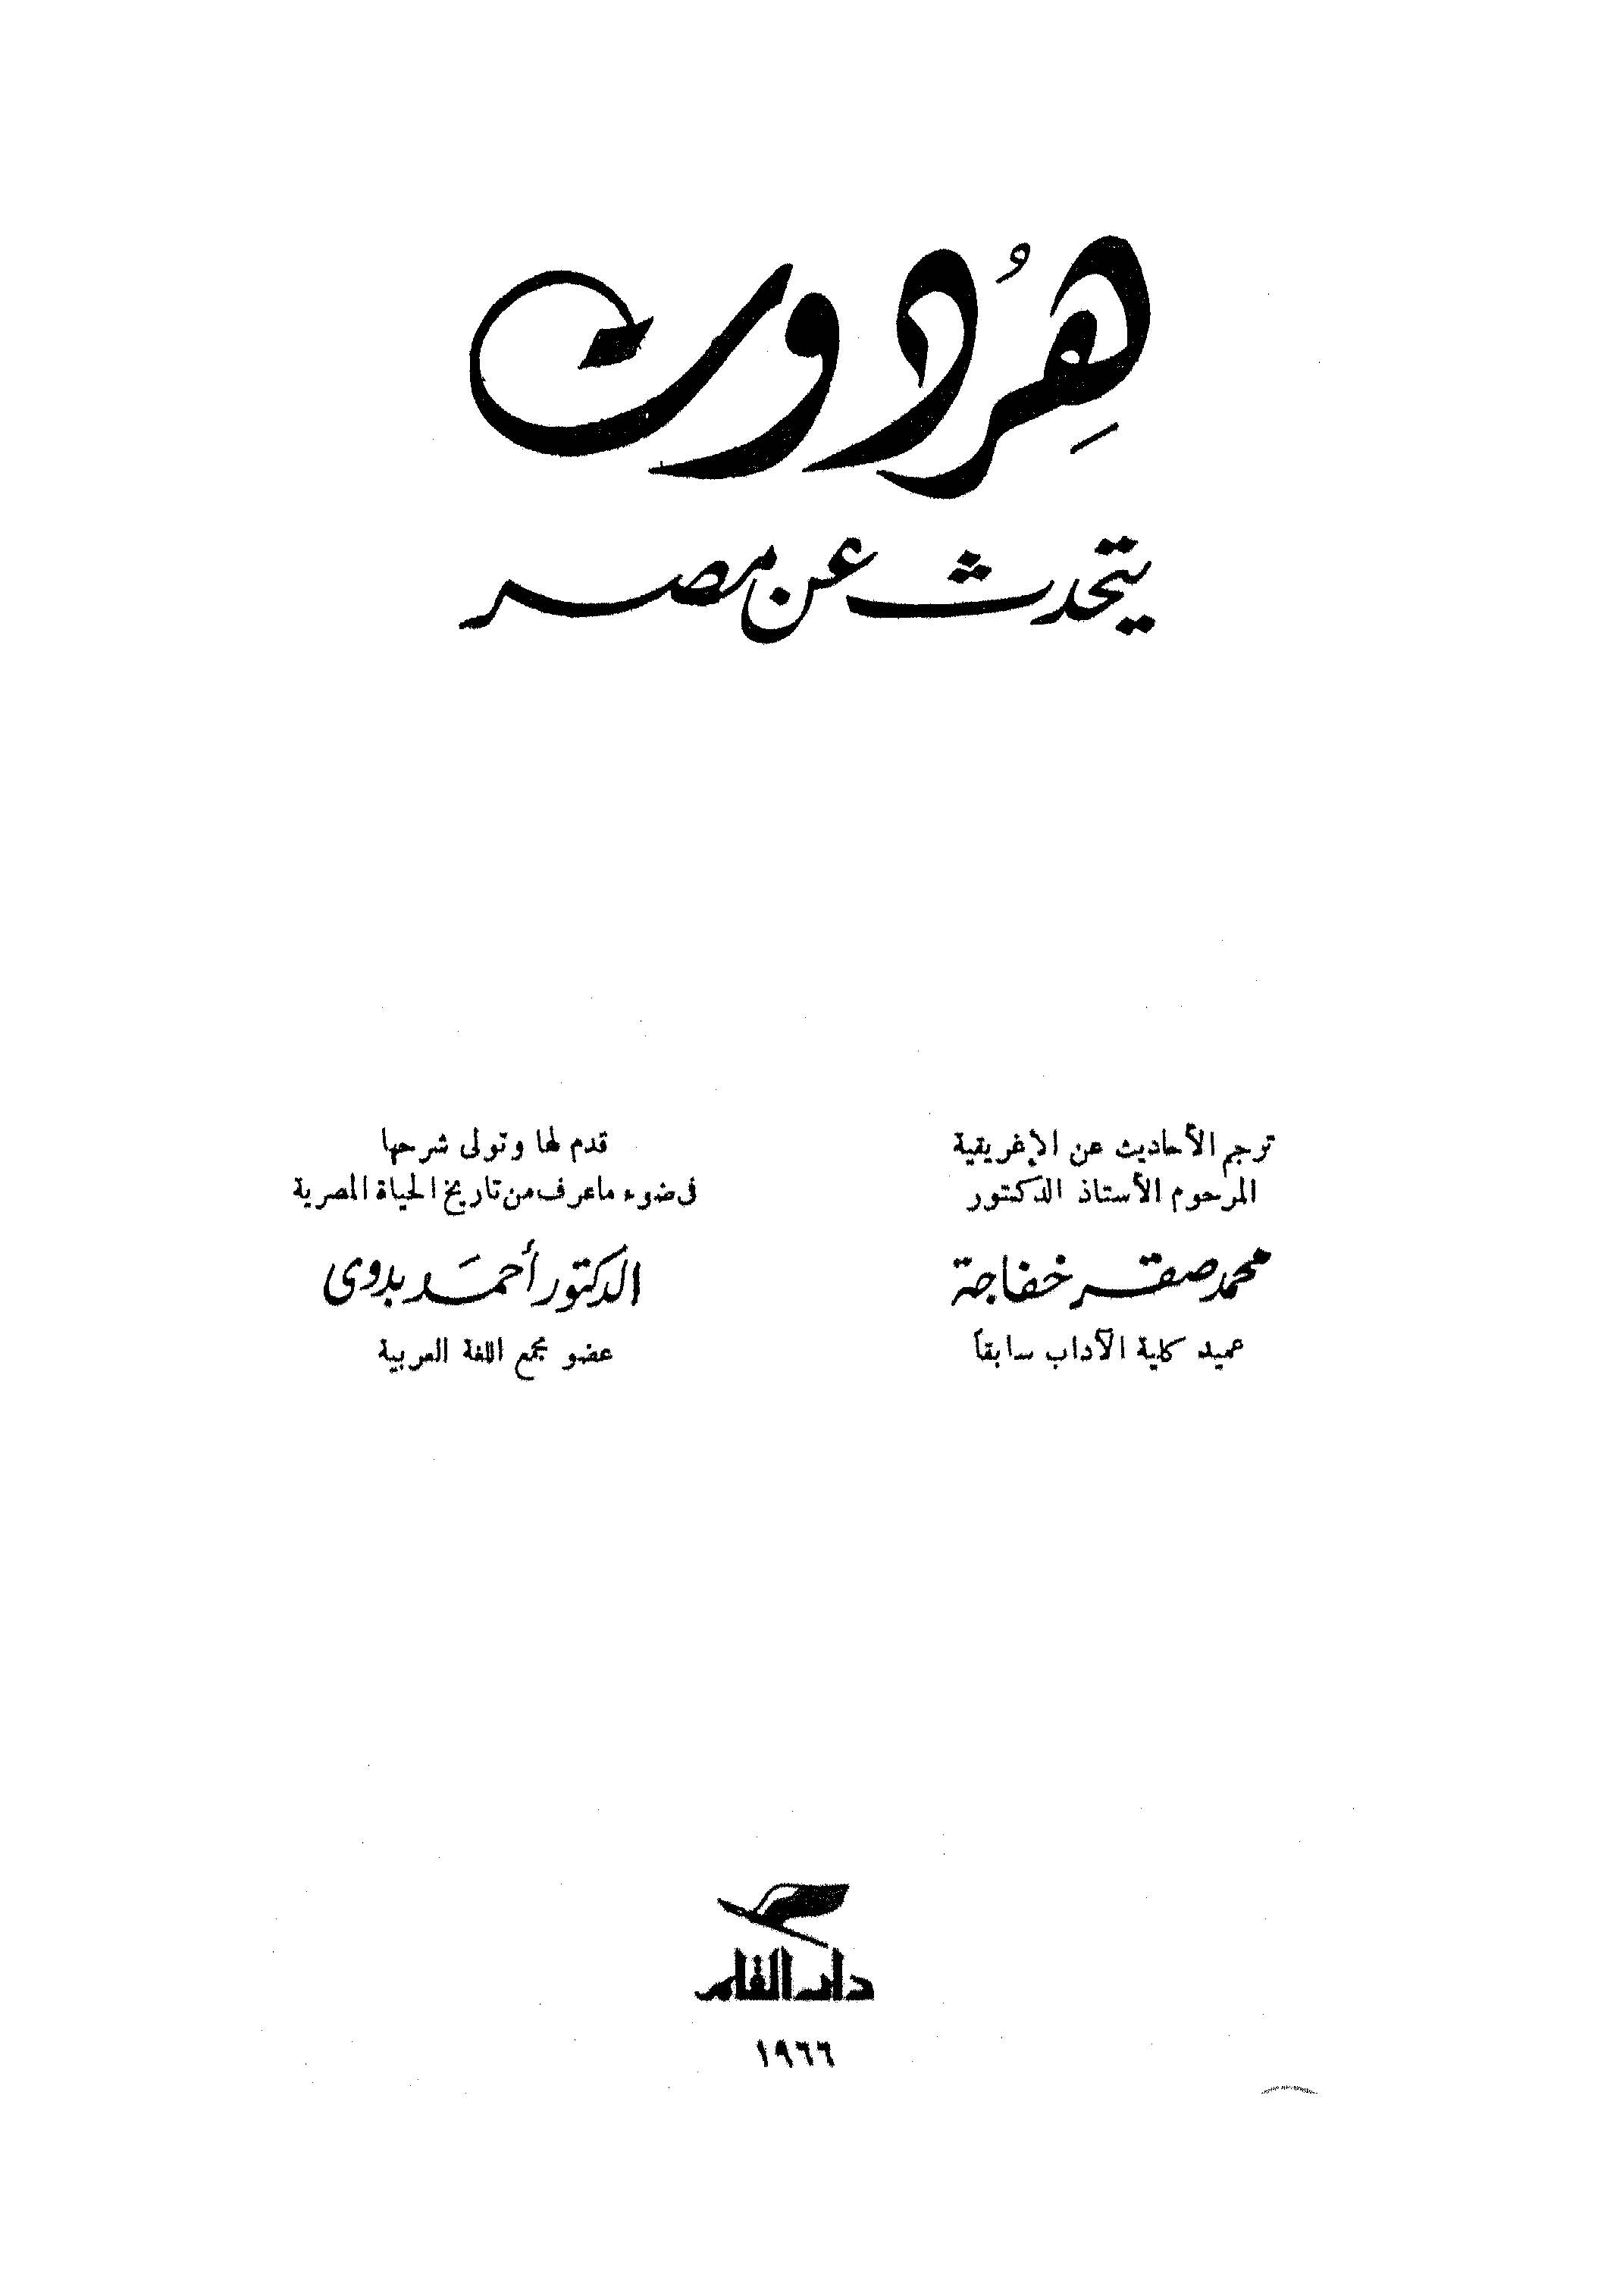 هِرُدوت
يتحدث عن مصر
ترجم الأحاديث عن الإغريقية
المرحوم الأستاذ الدكتور
محمد صقر خفاجة
عميد كلية الآداب سابقاً
قدم لها وتولى شرحها
فى ضوء ما عرف من تاريخ الحياة المصرية
الدكتور أحمَد بدوى
عضو مجمع اللغة العربية
دار القلم
١٩٦٦